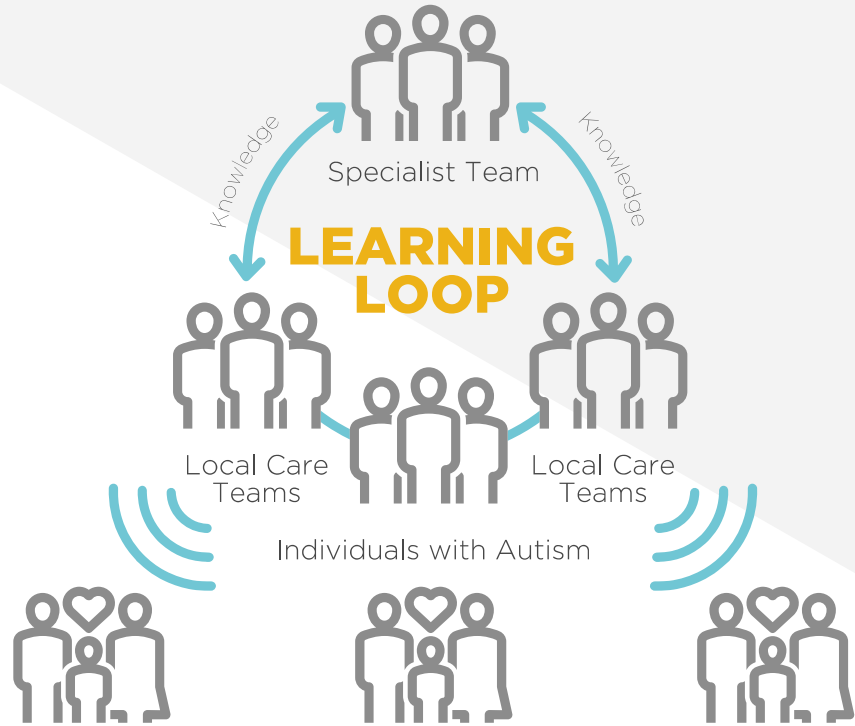 Knowledge
Knowledge
Specialist Team
LEARNING
LOOP
Local Care
Teams
Local Care
Teams
Individuals with Autism